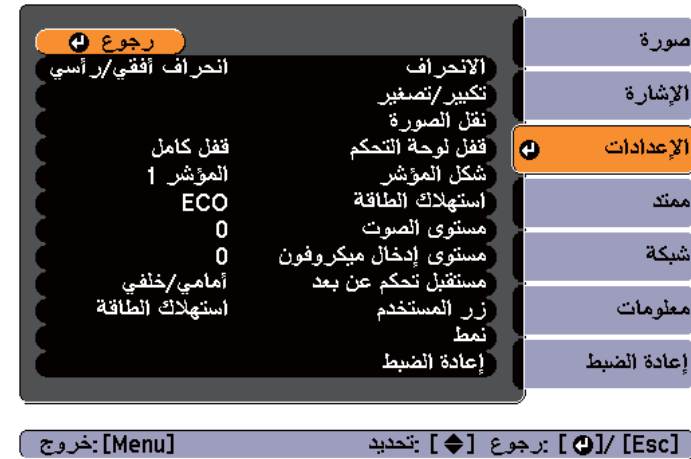 صورة
الإشارة
الإعدادات
ممتد
شبكة
معلومات
إعادة الضبط
رجوع
الانحراف انحراف أفقي/رأسي
تكبير/تصغير
نقل الصورة
قفل لوحة التحكم قفل كامل
شكل المؤشر المؤشر 1
استهلاك الطاقة ECO
مستوى الصوت 0
مستوى إدخال ميكروفون 0
مستقبل تحكم عن بعد أمامي/خلفي
زر المستخدم استهلاك الطاقة
نمط
إعادة الضبط
[Esc] /[⏎]: رجوع [◆]: تحديد [Menu]: خروج